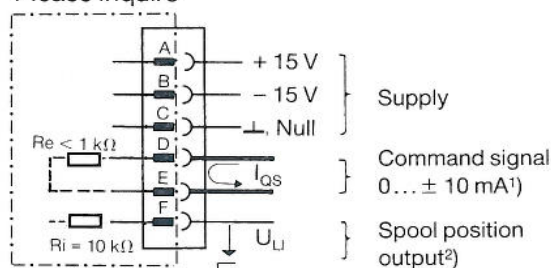 Please inquire
A + 15 V
B – 15 V Supply
C ⊥, Null
Re < 1 kΩ D Command signal
E I_QS 0... ± 10 mA¹)
F Spool position
Ri = 10 kΩ U_LI output²)